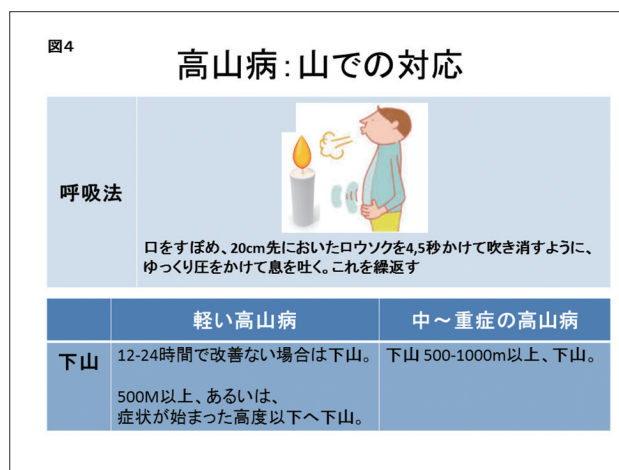 図4
高山病：山での対応
呼吸法
口をすぼめ、20cm先においたロウソクを4,5秒かけて吹き消すように、
ゆっくり圧をかけて息を吐く。これを繰返す
軽い高山病
中～重症の高山病
下山
12-24時間で改善ない場合は下山。
500M以上、あるいは、
症状が始まった高度以下へ下山。
下山 500-1000m以上、下山。